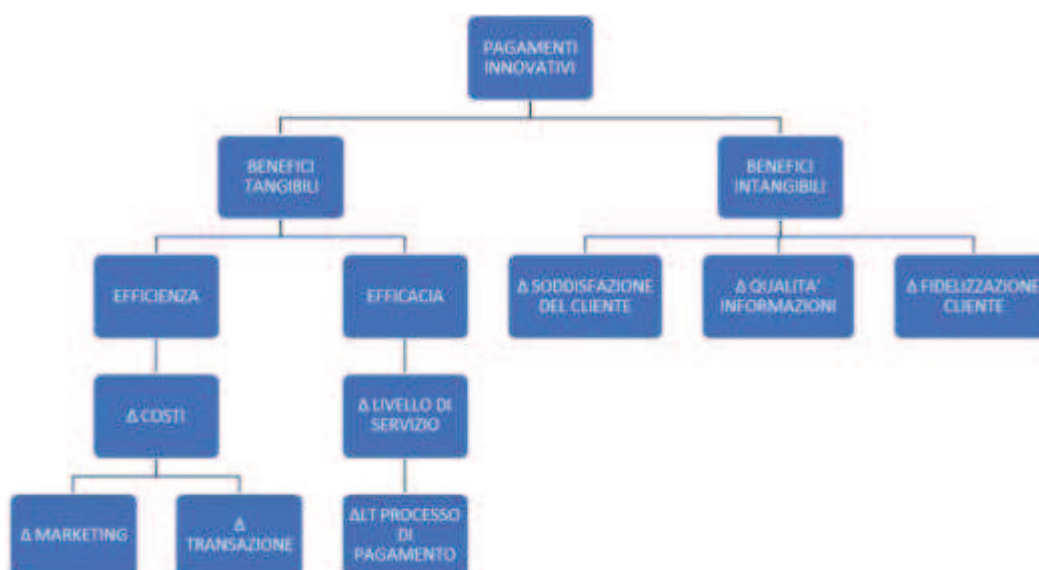 PAGAMENTI
INNOVATIVI
BENEFICI
TANGIBILI
BENEFICI
INTANGIBILI
EFFICIENZA
EFFICACIA
Δ SODDISFAZIONE
DEL CLIENTE
Δ QUALITA'
INFORMAZIONI
Δ FIDELIZZAZIONE
CLIENTE
Δ COSTI
Δ LIVELLO DI
SERVIZIO
Δ MARKETING
Δ
TRANSAZIONE
ΔLT PROCESSO
DI
PAGAMENTO